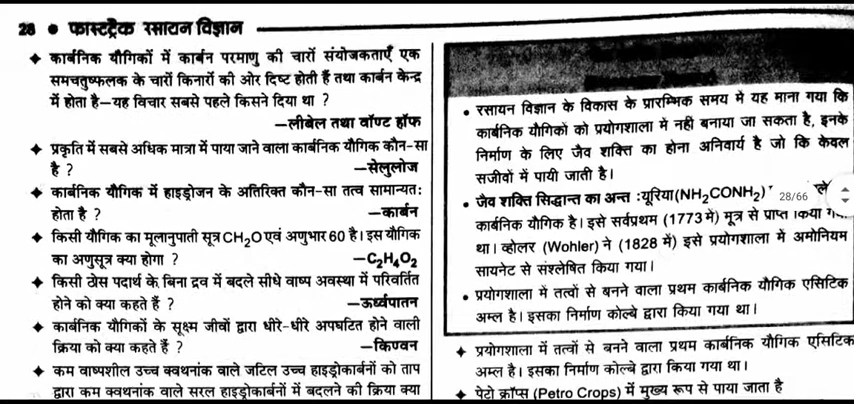 28 ● फास्टट्रैक रसायन विज्ञान
◆ कार्बनिक यौगिकों में कार्बन परमाणु की चारों संयोजकताएँ एक
समचतुष्फलक के चारों किनारों की ओर दिष्ट होती हैं तथा कार्बन केन्द्र
में होता है—यह विचार सबसे पहले किसने दिया था ?
—लीबेल तथा वॉण्ट हॉफ
◆ प्रकृति में सबसे अधिक मात्रा में पाया जाने वाला कार्बनिक यौगिक कौन-सा
है ? —सेलुलोज
◆ कार्बनिक यौगिक में हाइड्रोजन के अतिरिक्त कौन-सा तत्व सामान्यतः
होता है ? —कार्बन
◆ किसी यौगिक का मूलानुपाती सूत्र CH₂O एवं अणुभार 60 है। इस यौगिक
का अणुसूत्र क्या होगा ? —C₂H₄O₂
◆ किसी ठोस पदार्थ के बिना द्रव में बदले सीधे वाष्प अवस्था में परिवर्तित
होने को क्या कहते हैं ? —ऊर्ध्वपातन
◆ कार्बनिक यौगिकों के सूक्ष्म जीवों द्वारा धीरे-धीरे अपघटित होने वाली
क्रिया को क्या कहते हैं ? —किण्वन
◆ कम वाष्पशील उच्च क्वथनांक वाले जटिल उच्च हाइड्रोकार्बनों को ताप
द्वारा कम क्वथनांक वाले सरल हाइड्रोकार्बनों में बदलने की क्रिया क्या
• रसायन विज्ञान के विकास के प्रारम्भिक समय में यह माना गया कि
कार्बनिक यौगिकों को प्रयोगशाला में नही बनाया जा सकता है, इनके
निर्माण के लिए जैव शक्ति का होना अनिवार्य है जो कि केवल
सजीवों में पायी जाती है।
• जैव शक्ति सिद्धान्त का अन्त :यूरिया(NH₂CONH₂)
28/66
कार्बनिक यौगिक है। इसे सर्वप्रथम (1773 में) मूत्र से प्राप्त किया
था। व्होलर (Wohler) ने (1828 में) इसे प्रयोगशाला में अमोनियम
सायनेट से संश्लेषित किया गया।
• प्रयोगशाला में तत्वों से बनने वाला प्रथम कार्बनिक यौगिक एसिटिक
अम्ल है। इसका निर्माण कोल्बे द्वारा किया गया था।
◆ प्रयोगशाला में तत्वों से बनने वाला प्रथम कार्बनिक यौगिक एसिटिक
अम्ल है। इसका निर्माण कोल्बे द्वारा किया गया था।
◆ पेटो क्रॉप्स (Petro Crops) में मुख्य रूप से पाया जाता है